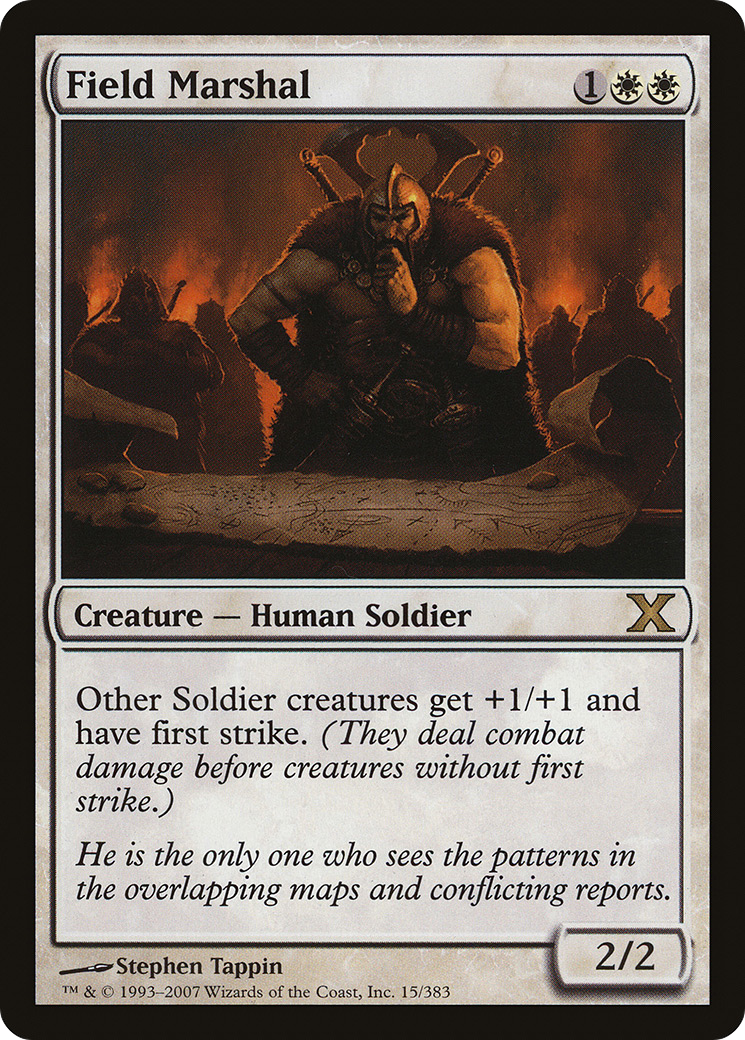 Field Marshal 1
Creature — Human Soldier X
Other Soldier creatures get +1/+1 and
have first strike. (They deal combat
damage before creatures without first
strike.)
He is the only one who sees the patterns in
the overlapping maps and conflicting reports.
2/2
Stephen Tappin
™ & © 1993–2007 Wizards of the Coast, Inc. 15/383